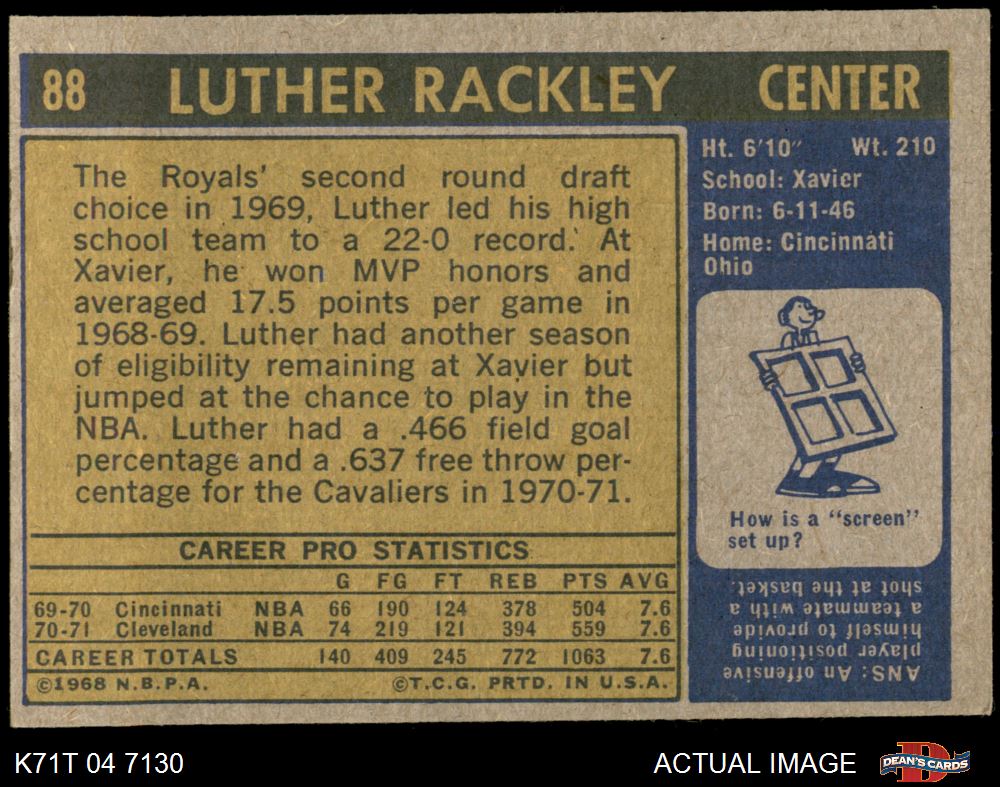 88 LUTHER RACKLEY CENTER
The Royals' second round draft
choice in 1969, Luther led his high
school team to a 22-0 record. At
Xavier, he won MVP honors and
averaged 17.5 points per game in
1968-69. Luther had another season
of eligibility remaining at Xavier but
jumped at the chance to play in the
NBA. Luther had a .466 field goal
percentage and a .637 free throw per-
centage for the Cavaliers in 1970-71.
CAREER PRO STATISTICS
G FG FT REB PTS AVG
69-70 Cincinnati NBA 66 190 124 378 504 7.6
70-71 Cleveland NBA 74 219 121 394 559 7.6
CAREER TOTALS 140 409 245 772 1063 7.6
©1968 N.B.P.A. ©T.C.G. PRTD. IN U.S.A.
Ht. 6'10" Wt. 210
School: Xavier
Born: 6-11-46
Home: Cincinnati
Ohio
How is a "screen"
set up?
ANS: An offensive
player positioning
himself to provide
a teammate with a
shot at the basket.
K71T 04 7130 ACTUAL IMAGE D DEAN'S CARDS